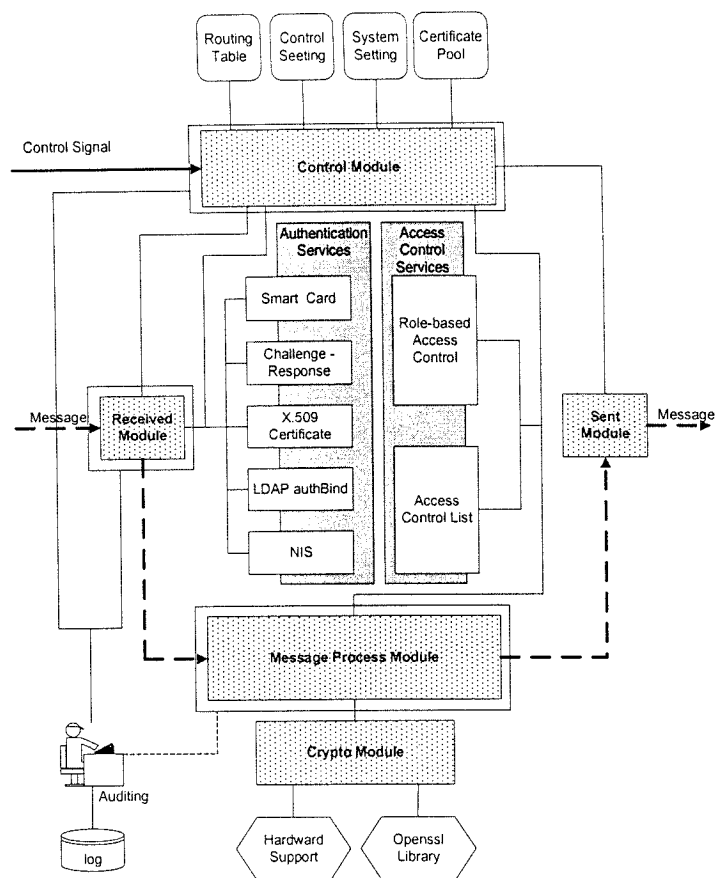 Routing
Table
Control
Seeting
System
Setting
Certificate
Pool
Control Signal
Control Module
Authentication
Services
Access
Control
Services
Smart Card
Role-based
Access
Control
Challenge -
Response
Message
Received
Module
X.509
Certificate
Sent
Module
Message
LDAP authBind
Access
Control List
NIS
Message Process Module
Crypto Module
Auditing
log
Hardward
Support
Openssl
Library